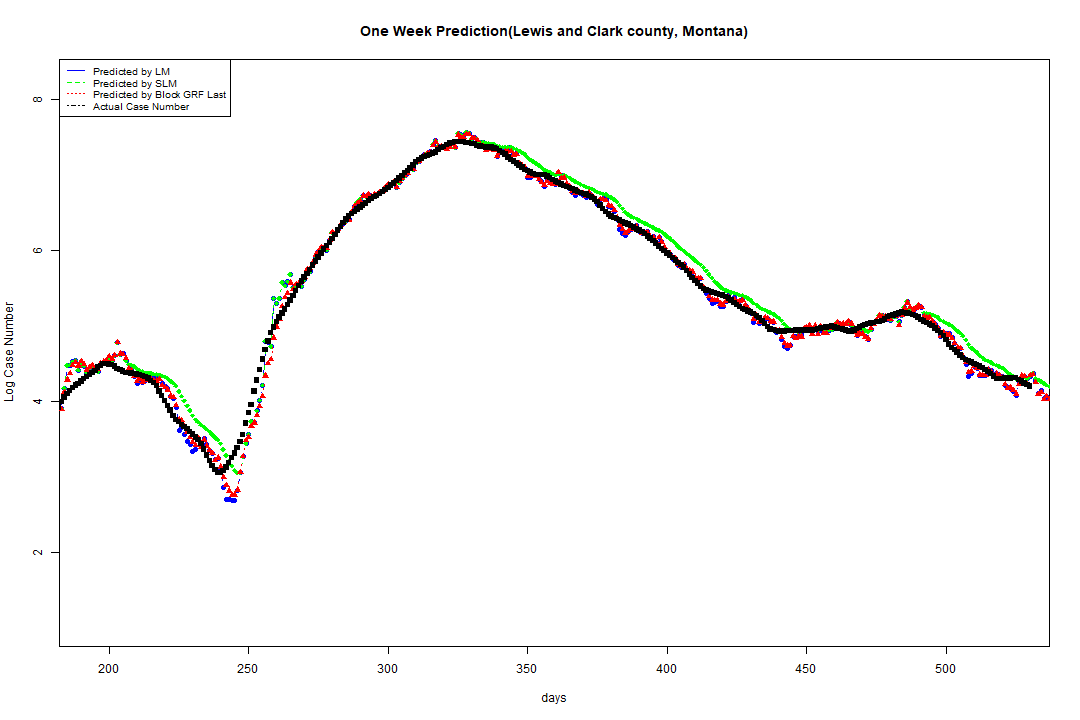 One Week Prediction(Lewis and Clark county, Montana)
Predicted by LM
Predicted by SLM
Predicted by Block GRF Last
Actual Case Number
8
6
4
2
Log Case Number
200 250 300 350 400 450 500
days